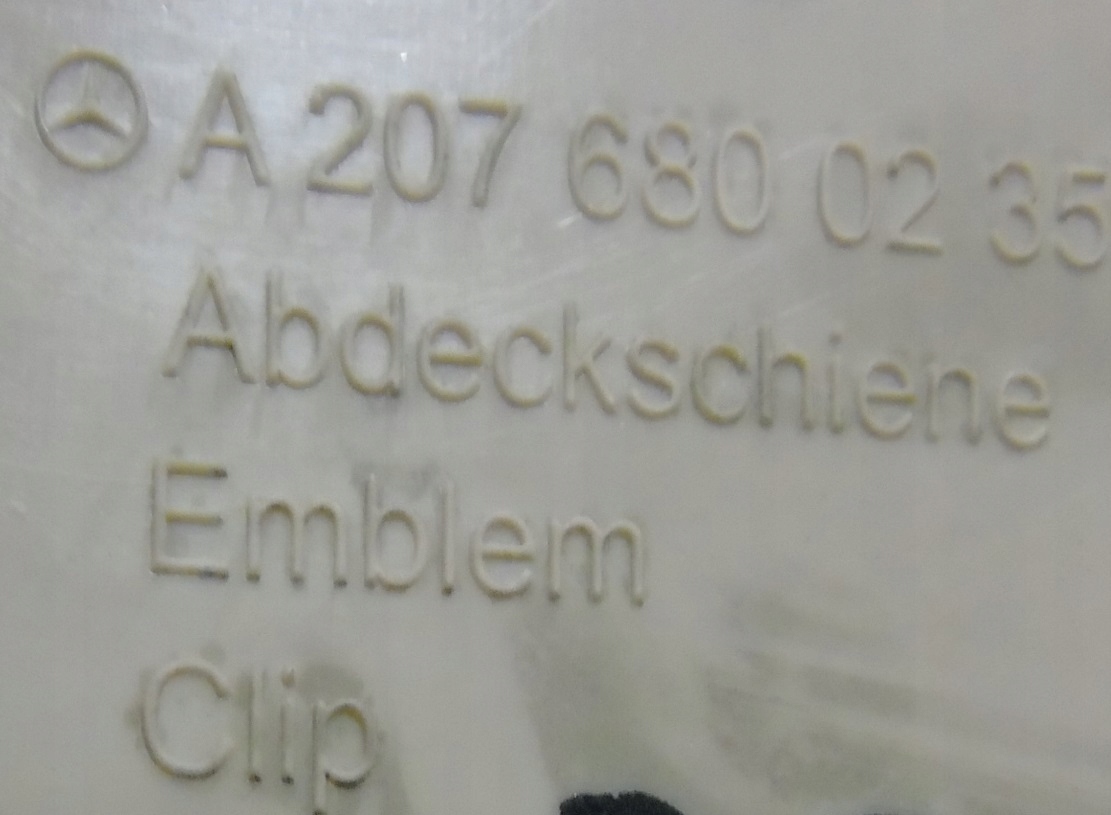 A 207 680 02 35
Abdeckschiene
Emblem
Clip